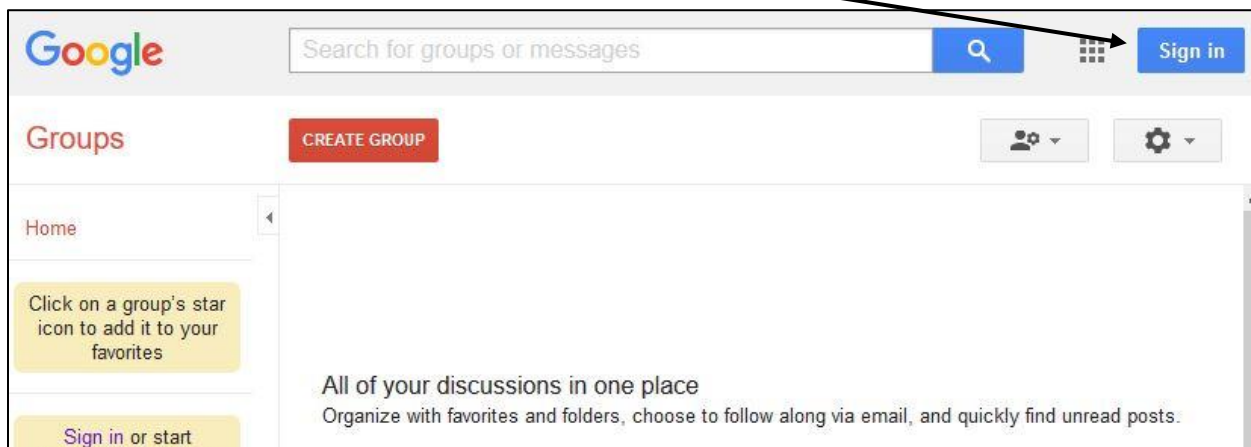 Google
Search for groups or messages
Sign in
Groups
CREATE GROUP
Home
Click on a group's star
icon to add it to your
favorites
All of your discussions in one place
Organize with favorites and folders, choose to follow along via email, and quickly find unread posts.
Sign in or start